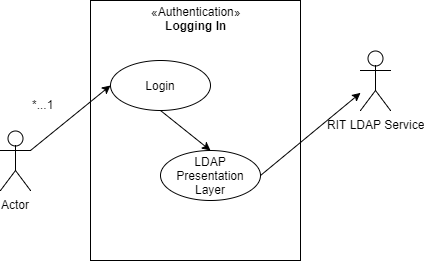 «Authentication»
Logging In
Login
*...1
RIT LDAP Service
LDAP
Presentation
Layer
Actor